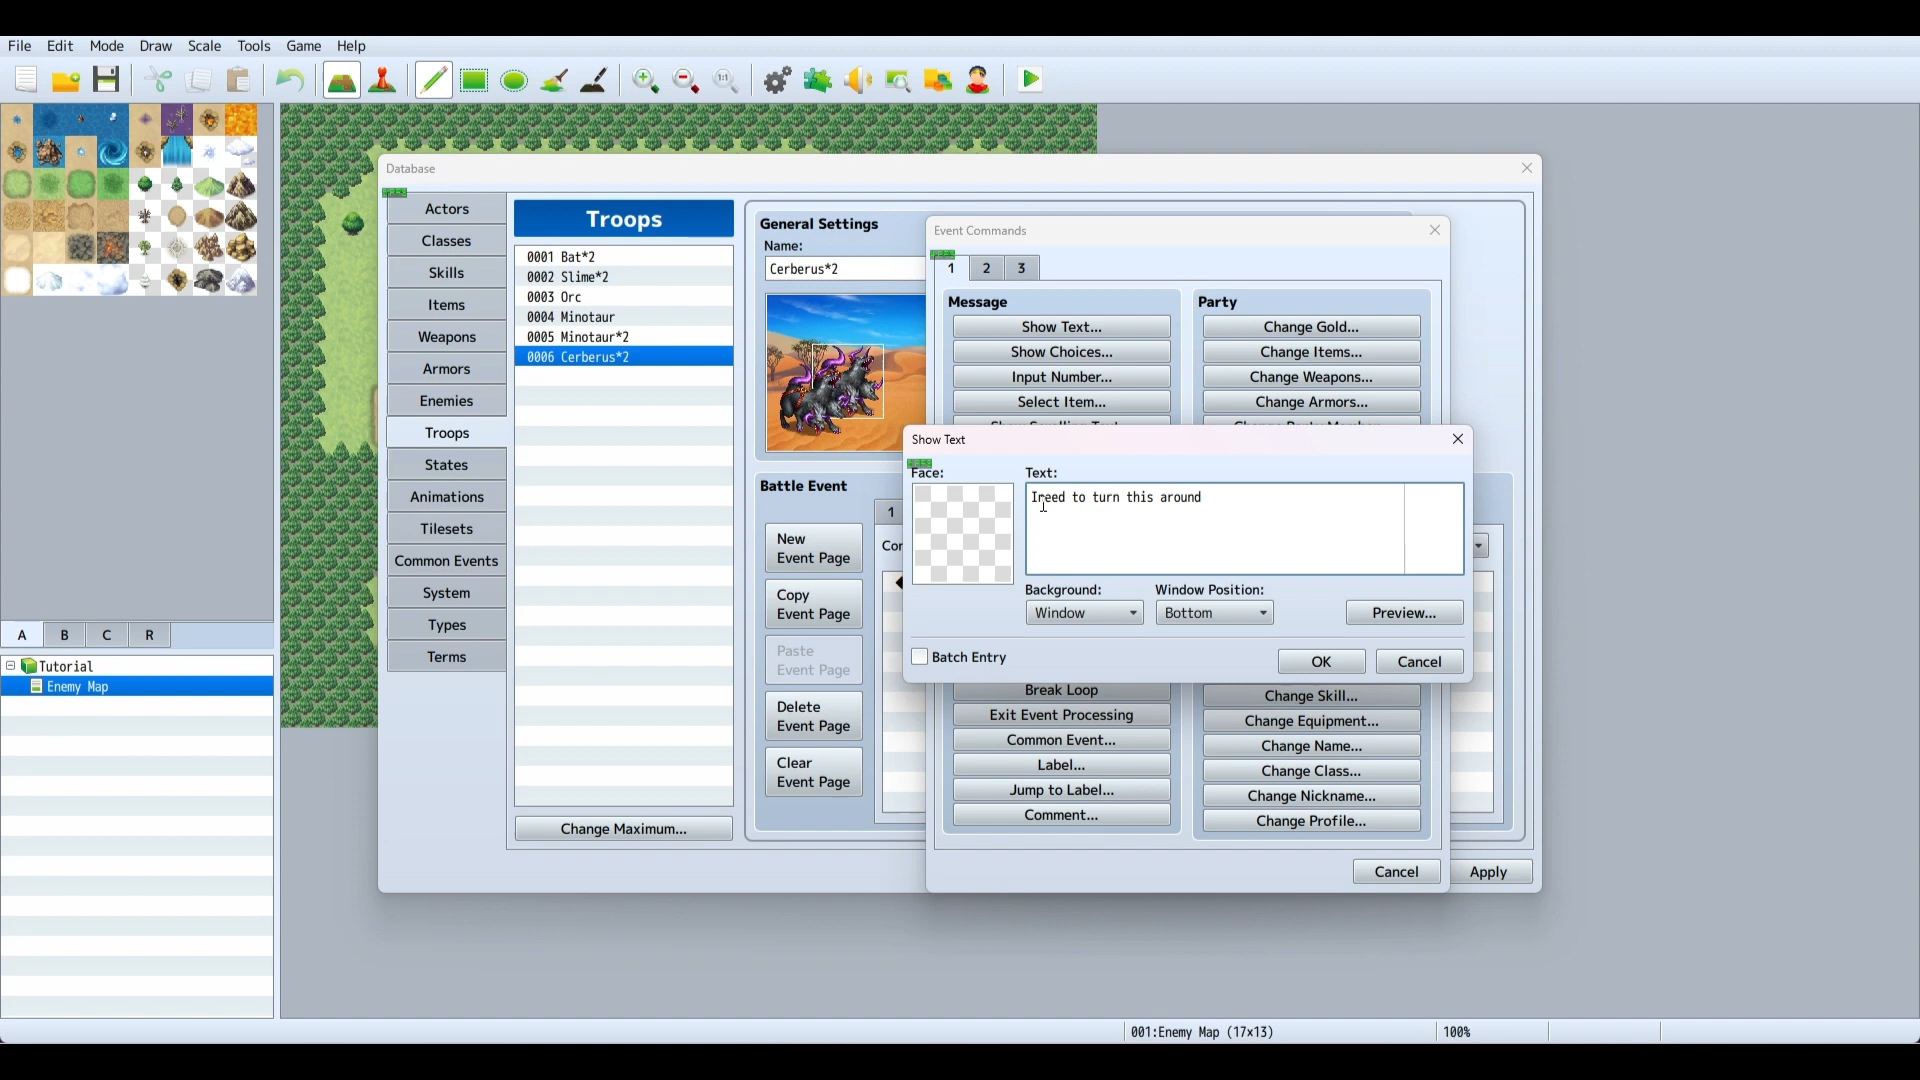 File Edit Mode Draw Scale Tools Game Help
1:1
Database
Actors
Classes
Skills
Items
Weapons
Armors
Enemies
Troops
States
Animations
Tilesets
Common Events
System
Types
Terms
Troops
0001 Bat*2
0002 Slime*2
0003 Orc
0004 Minotaur
0005 Minotaur*2
0006 Cerberus*2
Change Maximum...
General Settings
Name:
Cerberus*2
Battle Event
1
New
Event Page
Copy
Event Page
Paste
Event Page
Delete
Event Page
Clear
Event Page
Event Commands
1 2 3
Message
Show Text...
Show Choices...
Input Number...
Select Item...
Party
Change Gold...
Change Items...
Change Weapons...
Change Armors...
Show Text
Face:
Text:
need to turn this around
Background:
Window
Window Position:
Bottom
Preview...
Batch Entry
OK
Cancel
Break Loop
Exit Event Processing
Common Event...
Label...
Jump to Label...
Comment...
Change Skill...
Change Equipment...
Change Name...
Change Class...
Change Nickname...
Change Profile...
Cancel
Apply
A B C R
Tutorial
Enemy Map
001:Enemy Map (17x13)
100%